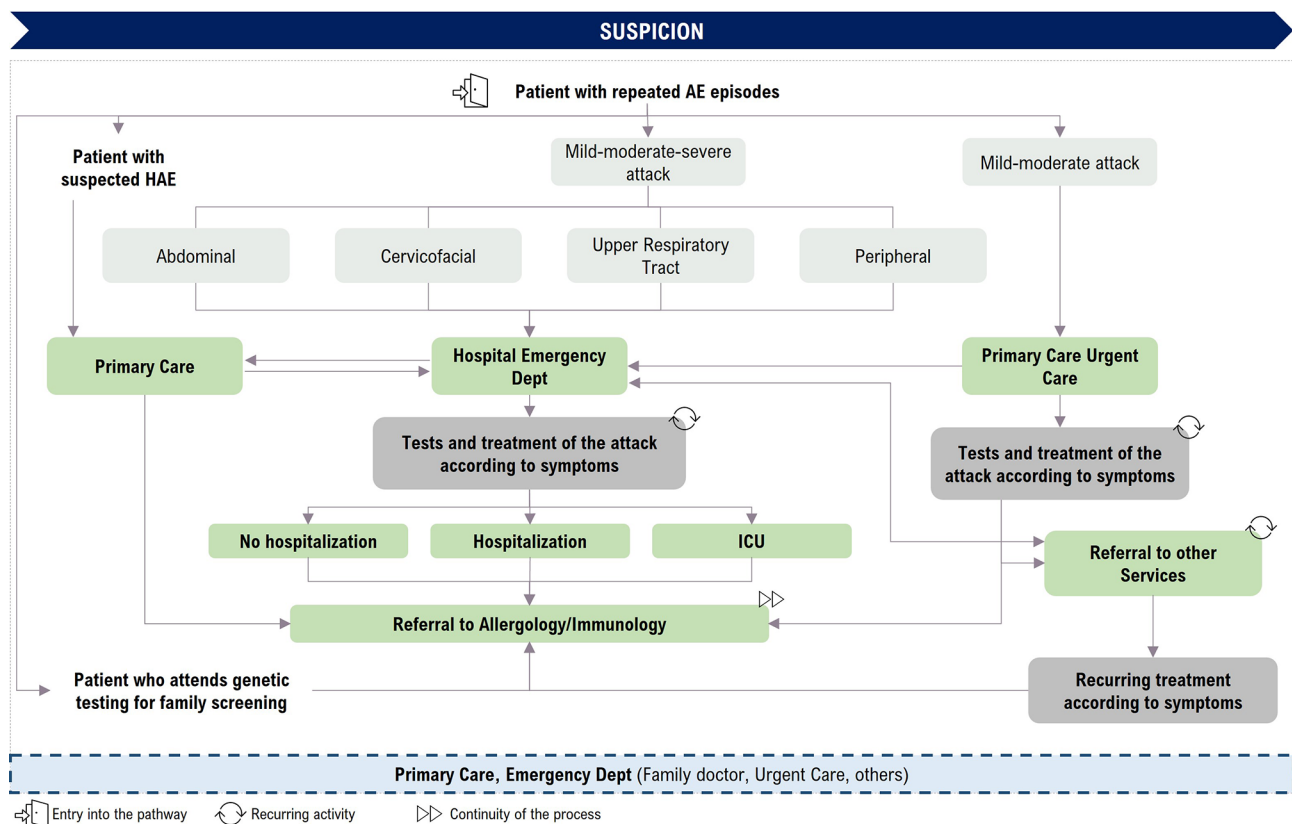 SUSPICION
Patient with repeated AE episodes
Patient with
suspected HAE
Mild-moderate-severe
attack
Mild-moderate attack
Abdominal
Cervicofacial
Upper Respiratory
Tract
Peripheral
Primary Care
Hospital Emergency
Dept
Primary Care Urgent
Care
Tests and treatment of the attack
according to symptoms
Tests and treatment of the
attack according to symptoms
No hospitalization
Hospitalization
ICU
Referral to other
Services
Referral to Allergology/Immunology
Patient who attends genetic
testing for family screening
Recurring treatment
according to symptoms
Primary Care, Emergency Dept (Family doctor, Urgent Care, others)
Entry into the pathway
Recurring activity
Continuity of the process